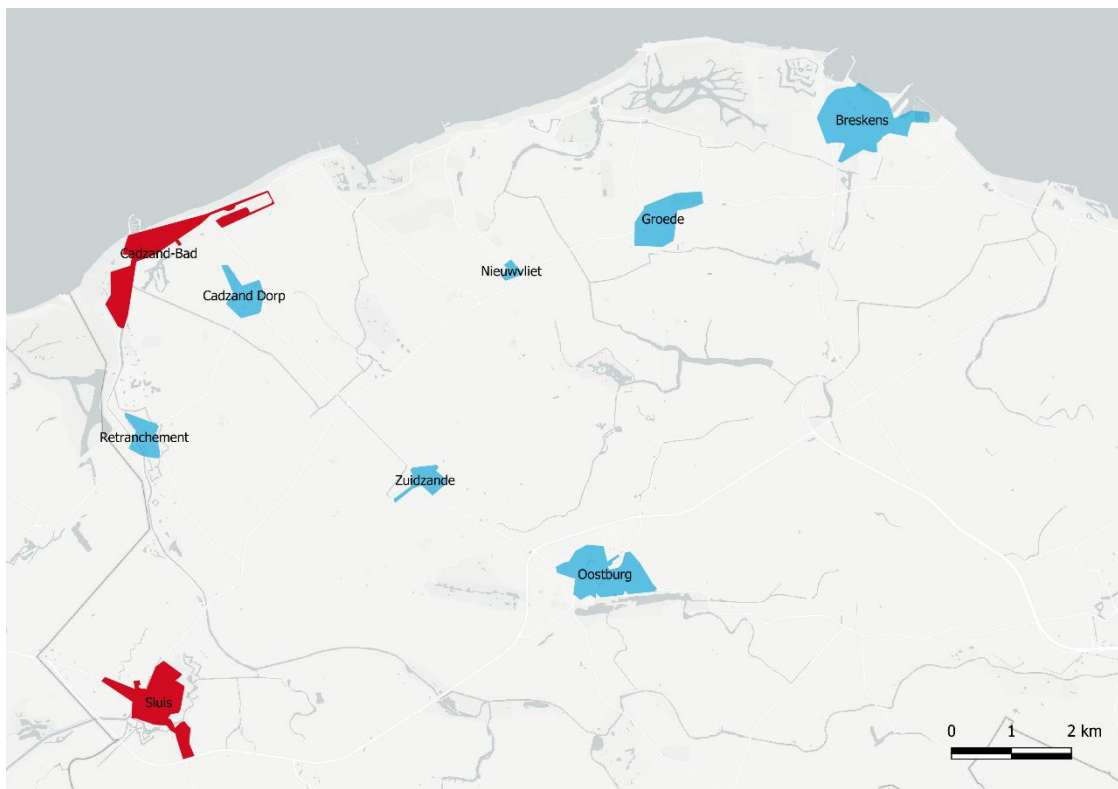 Breskens
Groede
Cadzand-Bad
Nieuwvliet
Cadzand Dorp
Retranchement
Zuidzande
Oostburg
Sluis
0 1 2 km